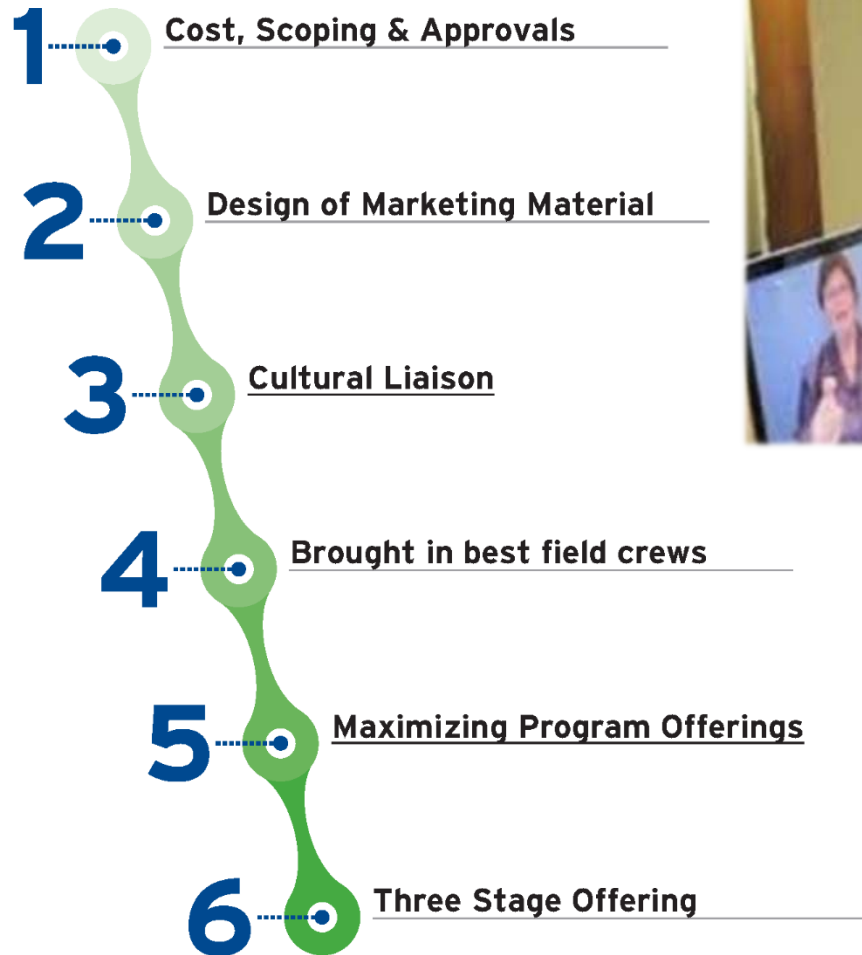 1 Cost, Scoping & Approvals
2 Design of Marketing Material
3 Cultural Liaison
4 Brought in best field crews
5 Maximizing Program Offerings
6 Three Stage Offering